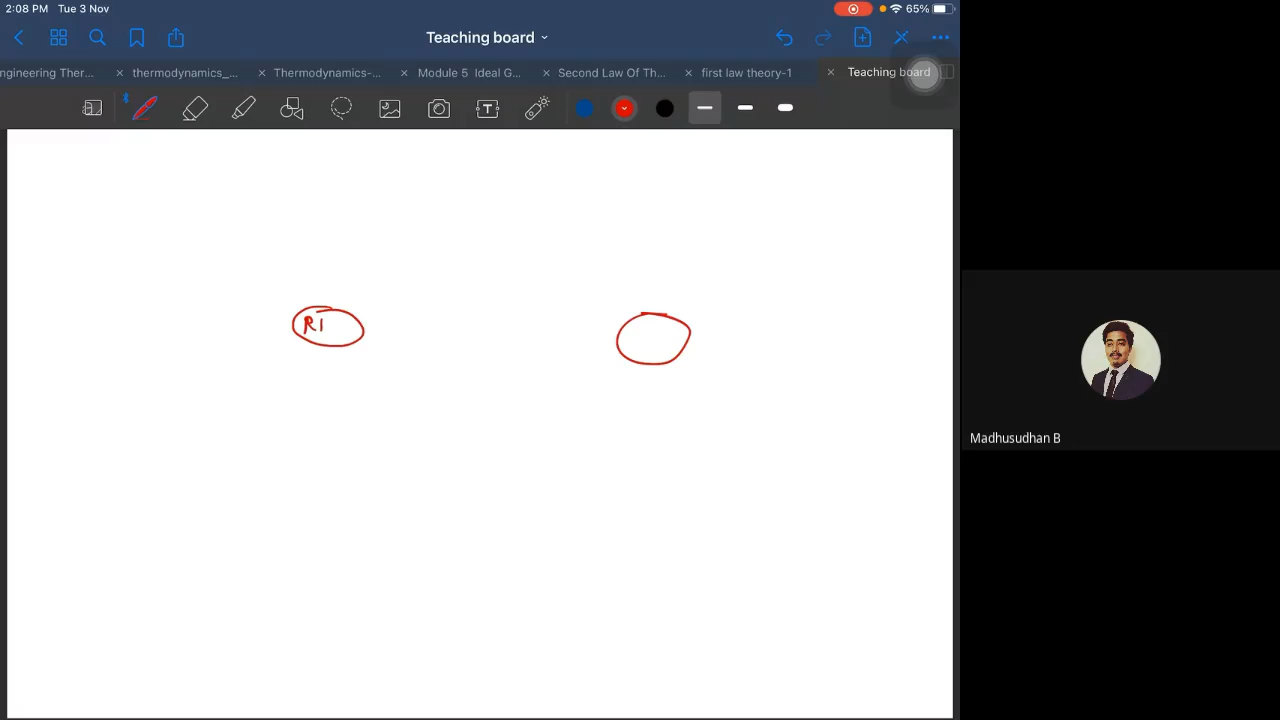 2:08 PM Tue 3 Nov
65%
Teaching board
ngineering Ther...
thermodynamics_...
Thermodynamics-...
Module 5 Ideal G...
Second Law Of Th...
first law theory-1
Teaching board
T
RI
Madhusudhan B